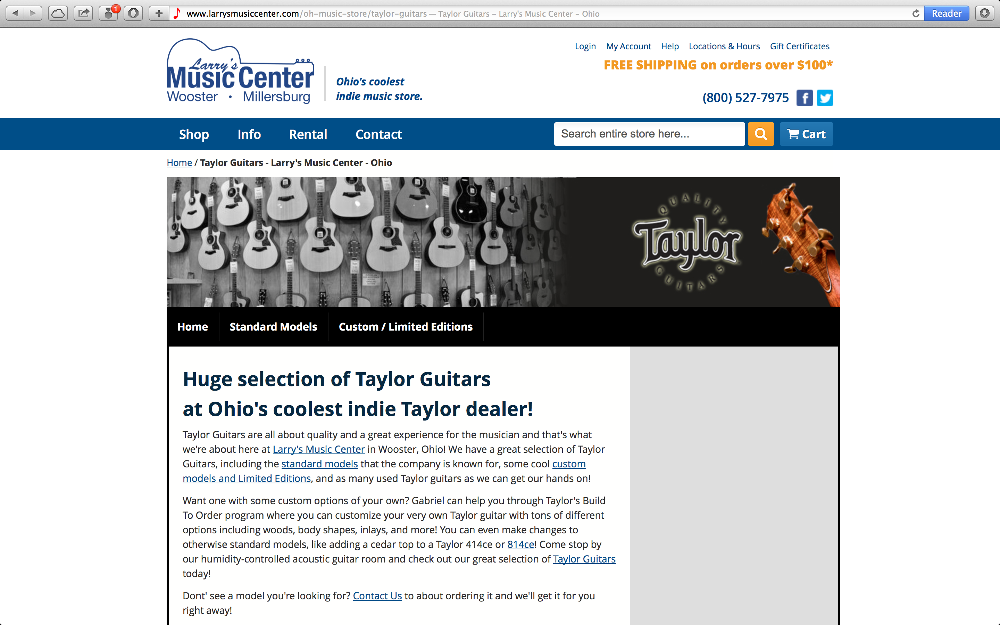 1
www.larrysmusiccenter.com/oh-music-store/taylor-guitars — Taylor Guitars – Larry's Music Center – Ohio
Reader
Larry's
Music Center
Wooster • Millersburg
Ohio's coolest
indie music store.
Login My Account Help Locations & Hours Gift Certificates
FREE SHIPPING on orders over $100*
(800) 527-7975
Shop Info Rental Contact
Search entire store here...
Cart
Home / Taylor Guitars - Larry's Music Center - Ohio
QUALITY
Taylor
GUITARS
Home Standard Models Custom / Limited Editions
Huge selection of Taylor Guitars
at Ohio's coolest indie Taylor dealer!
Taylor Guitars are all about quality and a great experience for the musician and that's what
we're about here at Larry's Music Center in Wooster, Ohio! We have a great selection of Taylor
Guitars, including the standard models that the company is known for, some cool custom
models and Limited Editions, and as many used Taylor guitars as we can get our hands on!
Want one with some custom options of your own? Gabriel can help you through Taylor's Build
To Order program where you can customize your very own Taylor guitar with tons of different
options including woods, body shapes, inlays, and more! You can even make changes to
otherwise standard models, like adding a cedar top to a Taylor 414ce or 814ce! Come stop by
our humidity-controlled acoustic guitar room and check out our great selection of Taylor Guitars
today!
Dont' see a model you're looking for? Contact Us to about ordering it and we'll get it for you
right away!